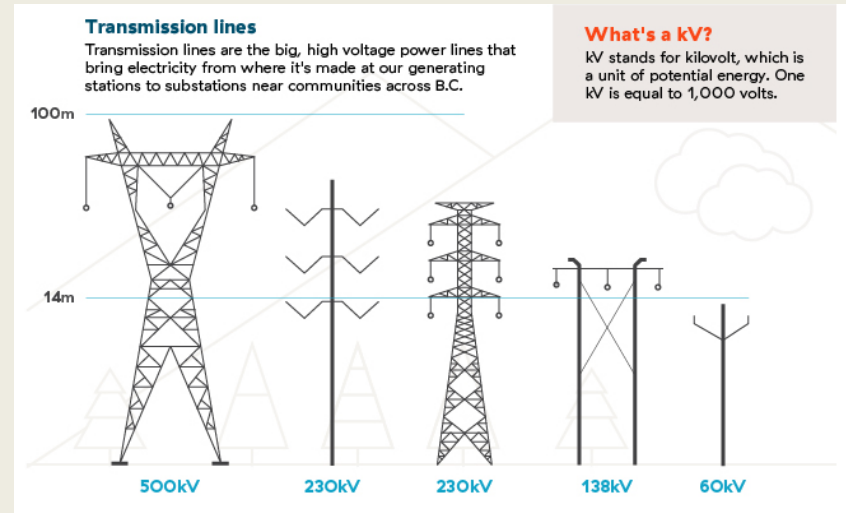 Transmission lines
Transmission lines are the big, high voltage power lines that
bring electricity from where it's made at our generating
stations to substations near communities across B.C.
What's a kV?
kV stands for kilovolt, which is
a unit of potential energy. One
kV is equal to 1,000 volts.
100m
14m
500kV
230kV
230kV
138kV
60kV